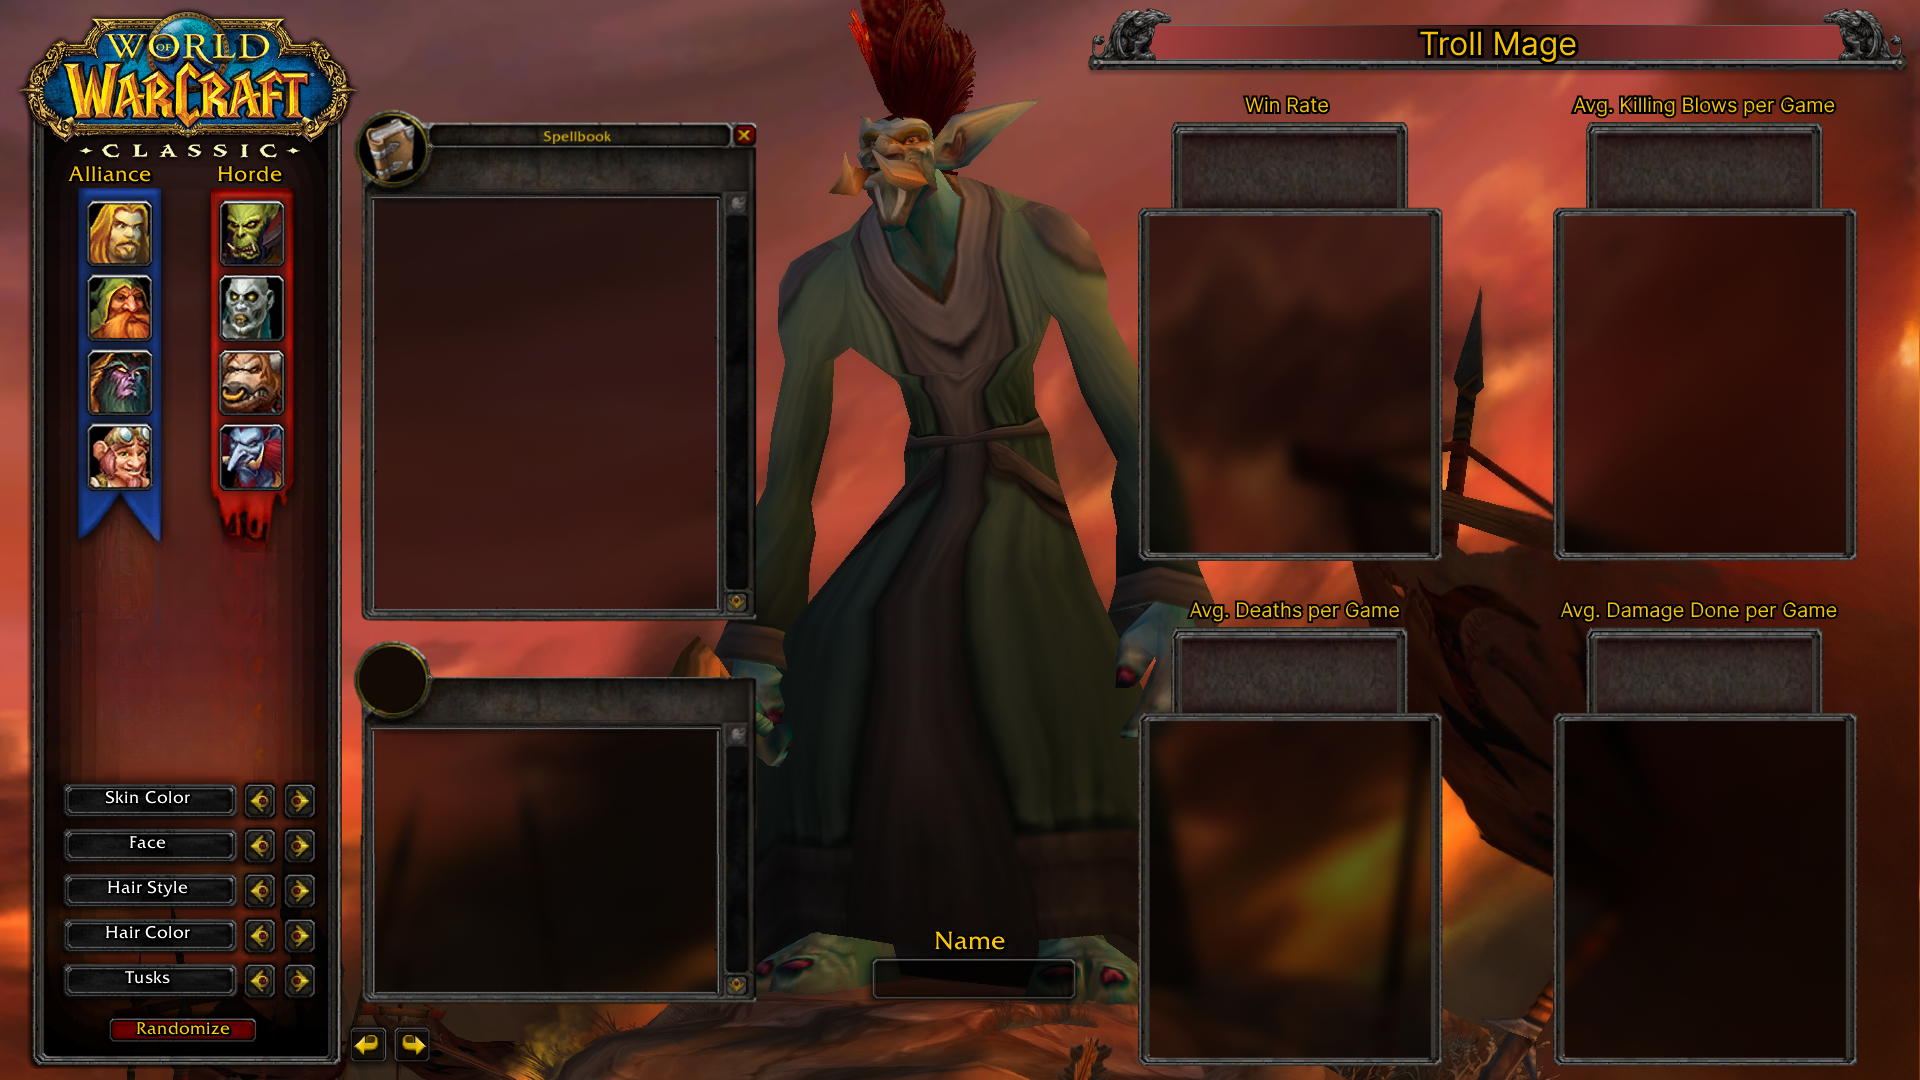 WORLD OF
WARCRAFT
CLASSIC
Alliance
Horde
Skin Color
Face
Hair Style
Hair Color
Tusks
Randomize
Spellbook
Name
Troll Mage
Win Rate
Avg. Killing Blows per Game
Avg. Deaths per Game
Avg. Damage Done per Game